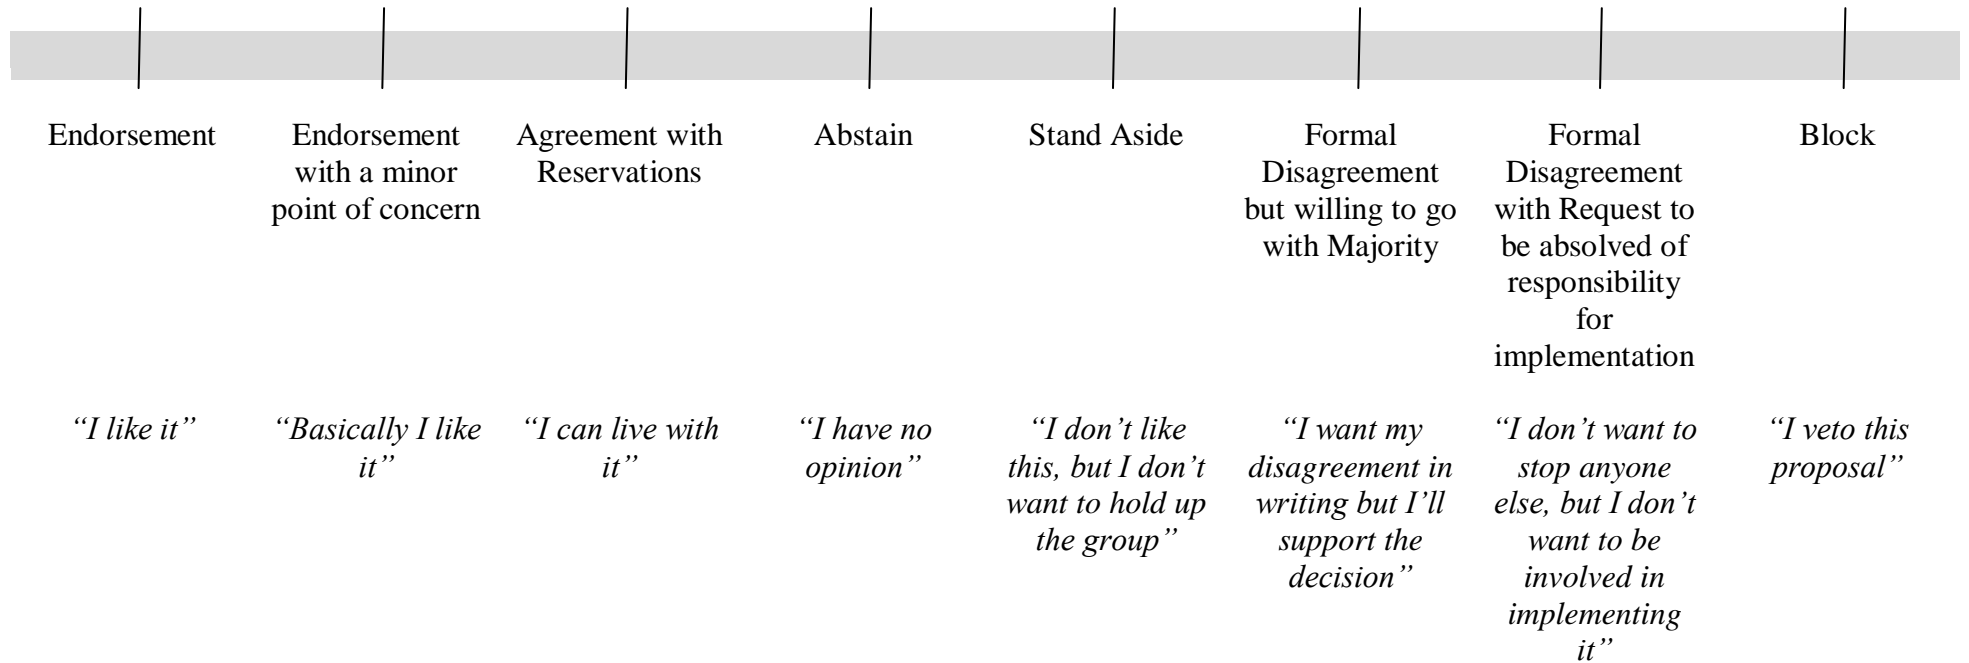 Endorsement
Endorsement
with a minor
point of concern
Agreement with
Reservations
Abstain
Stand Aside
Formal
Disagreement
but willing to go
with Majority
Formal
Disagreement
with Request to
be absolved of
responsibility
for
implementation
Block
“I like it”
“Basically I like
it”
“I can live with
it”
“I have no
opinion”
“I don’t like
this, but I don’t
want to hold up
the group”
“I want my
disagreement in
writing but I’ll
support the
decision”
“I don’t want to
stop anyone
else, but I don’t
want to be
involved in
implementing
it”
“I veto this
proposal”